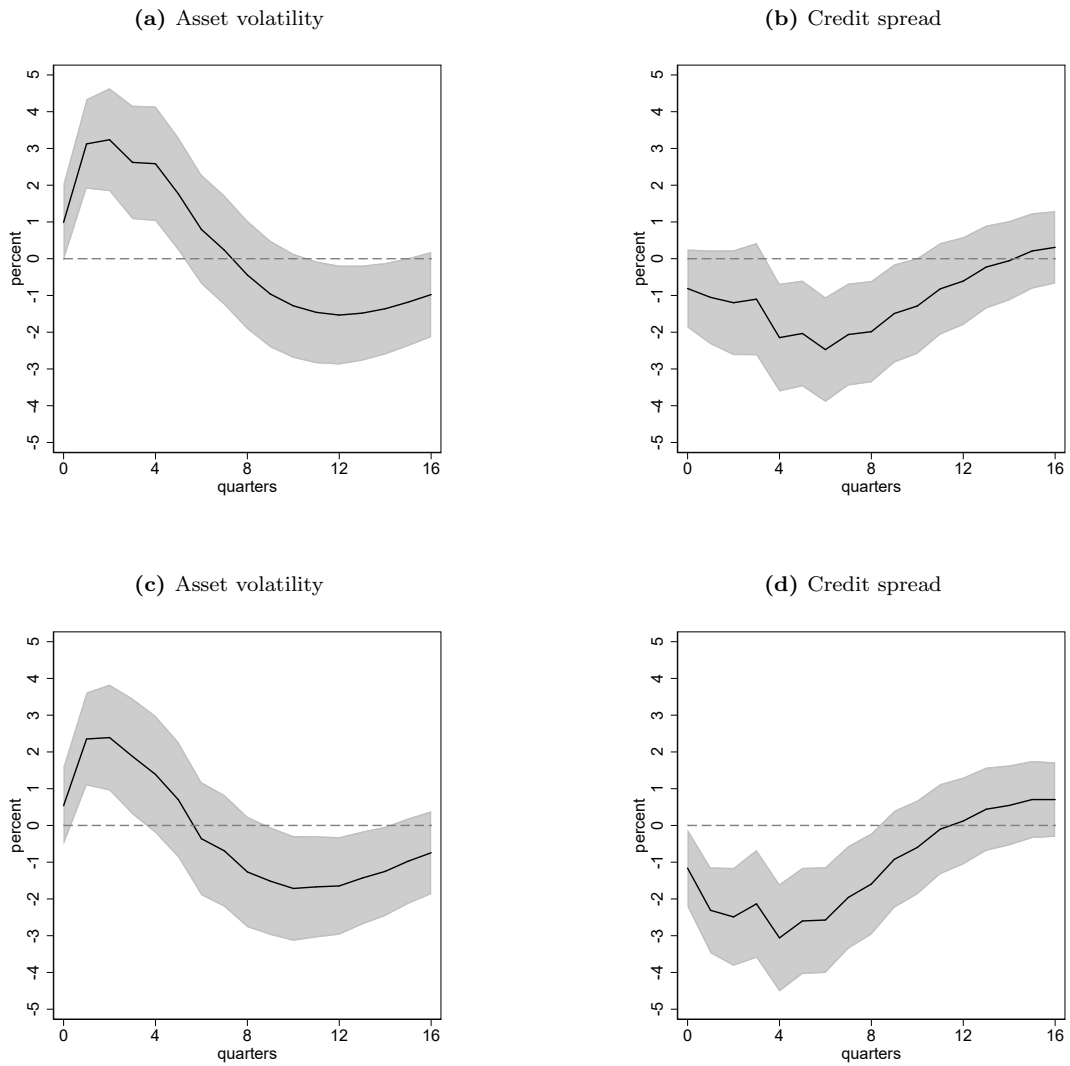 (a) Asset volatility
(b) Credit spread
5
4
3
2
1
0
-1
-2
-3
-4
-5
percent
0 4 8 12 16
quarters
5
4
3
2
1
0
-1
-2
-3
-4
-5
percent
0 4 8 12 16
quarters
(c) Asset volatility
(d) Credit spread
5
4
3
2
1
0
-1
-2
-3
-4
-5
percent
0 4 8 12 16
quarters
5
4
3
2
1
0
-1
-2
-3
-4
-5
percent
0 4 8 12 16
quarters